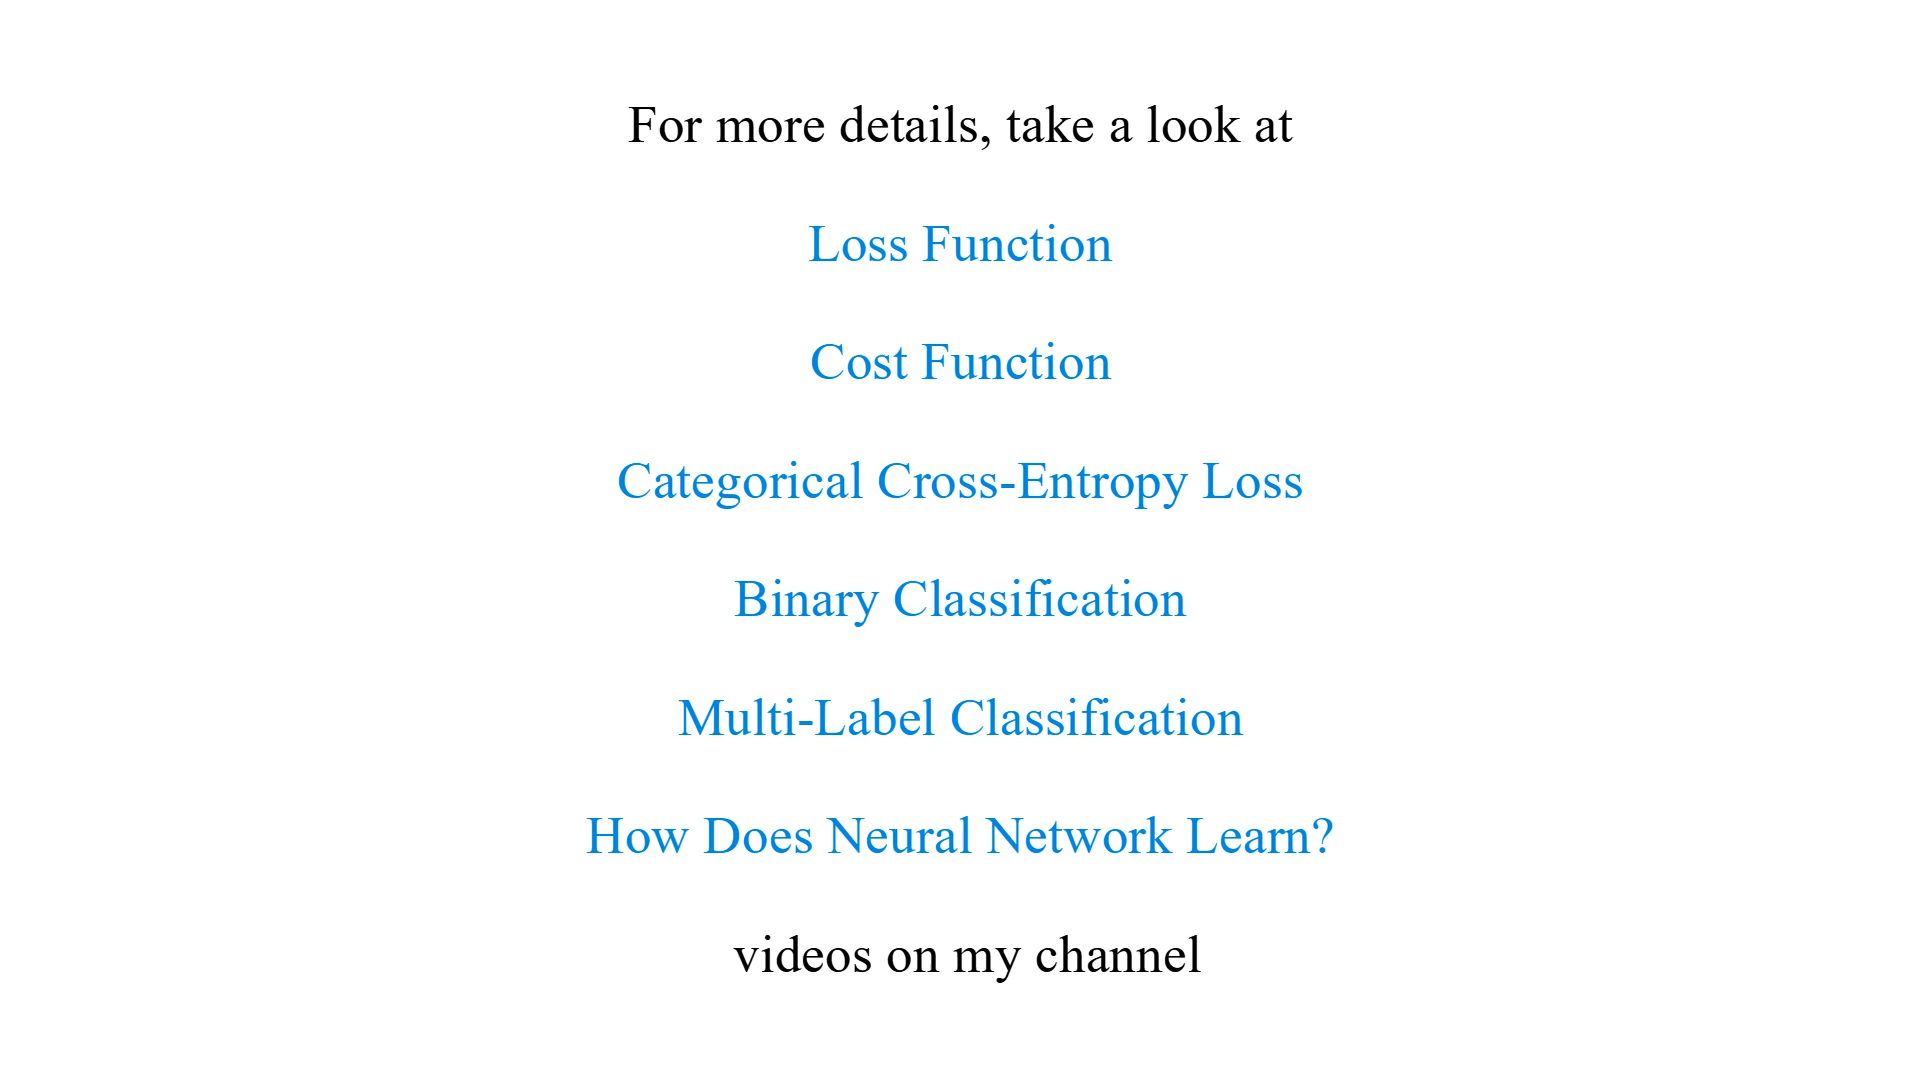 For more details, take a look at
Loss Function
Cost Function
Categorical Cross-Entropy Loss
Binary Classification
Multi-Label Classification
How Does Neural Network Learn?
videos on my channel